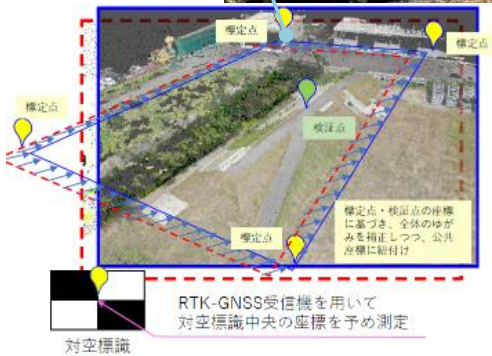 標定点
標定点
標定点
検証点
標定点
標定点・検証点の座標
に基づき、全体のゆが
みを補正しつつ、公共
座標に紐付け
RTK-GNSS受信機を用いて
対空標識中央の座標を予め測定
対空標識